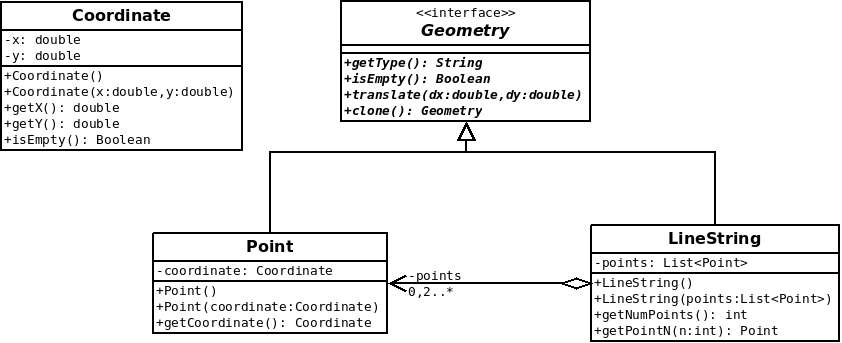 Coordinate
-x: double
-y: double
+Coordinate()
+Coordinate(x:double,y:double)
+getX(): double
+getY(): double
+isEmpty(): Boolean
<<interface>>
Geometry
+getType(): String
+isEmpty(): Boolean
+translate(dx:double,dy:double)
+clone(): Geometry
Point
-coordinate: Coordinate
+Point()
+Point(coordinate:Coordinate)
+getCoordinate(): Coordinate
-points
0,2..*
LineString
-points: List<Point>
+LineString()
+LineString(points:List<Point>)
+getNumPoints(): int
+getPointN(n:int): Point